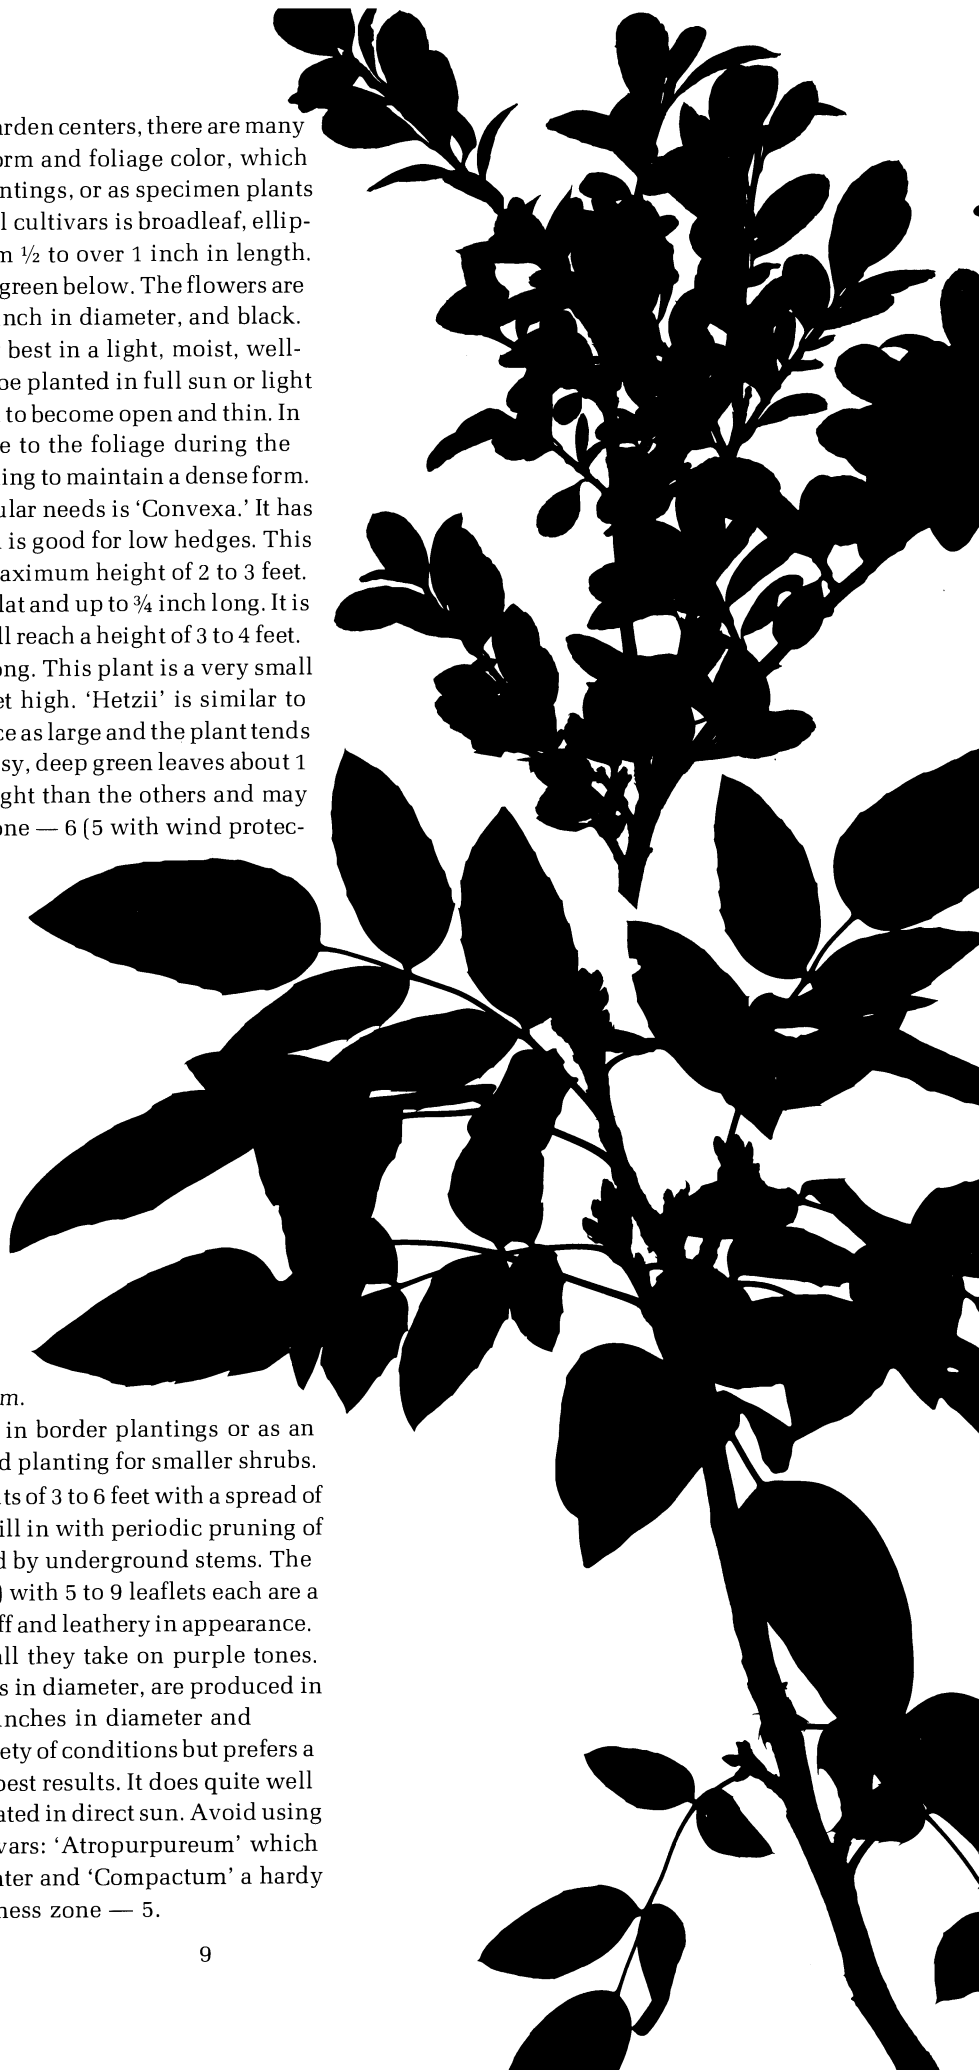 arden centers, there are many
orm and foliage color, which
ntings, or as specimen plants
l cultivars is broadleaf, ellip-
m ½ to over 1 inch in length.
green below. The flowers are
nch in diameter, and black.
best in a light, moist, well-
be planted in full sun or light
to become open and thin. In
e to the foliage during the
ing to maintain a dense form.
ular needs is ‘Convexa.’ It has
is good for low hedges. This
aximum height of 2 to 3 feet.
lat and up to ¾ inch long. It is
ll reach a height of 3 to 4 feet.
ong. This plant is a very small
et high. ‘Hetzii’ is similar to
ce as large and the plant tends
sy, deep green leaves about 1
ght than the others and may
one — 6 (5 with wind protec-
m.
in border plantings or as an
d planting for smaller shrubs.
ts of 3 to 6 feet with a spread of
ill in with periodic pruning of
d by underground stems. The
) with 5 to 9 leaflets each are a
ff and leathery in appearance.
all they take on purple tones.
s in diameter, are produced in
inches in diameter and
ety of conditions but prefers a
best results. It does quite well
ated in direct sun. Avoid using
vars: ‘Atropurpureum’ which
nter and ‘Compactum’ a hardy
ness zone — 5.
9